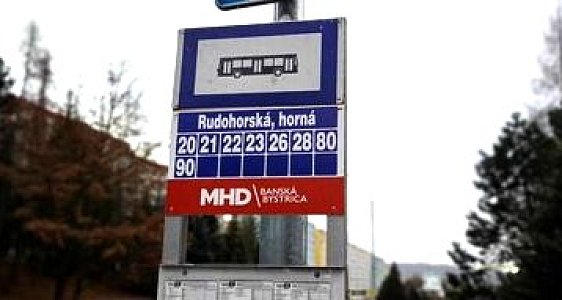 Rudohorská, horná
20 21 22 23 26 28 80
90
MHD BANSKÁ
BYSTRICA